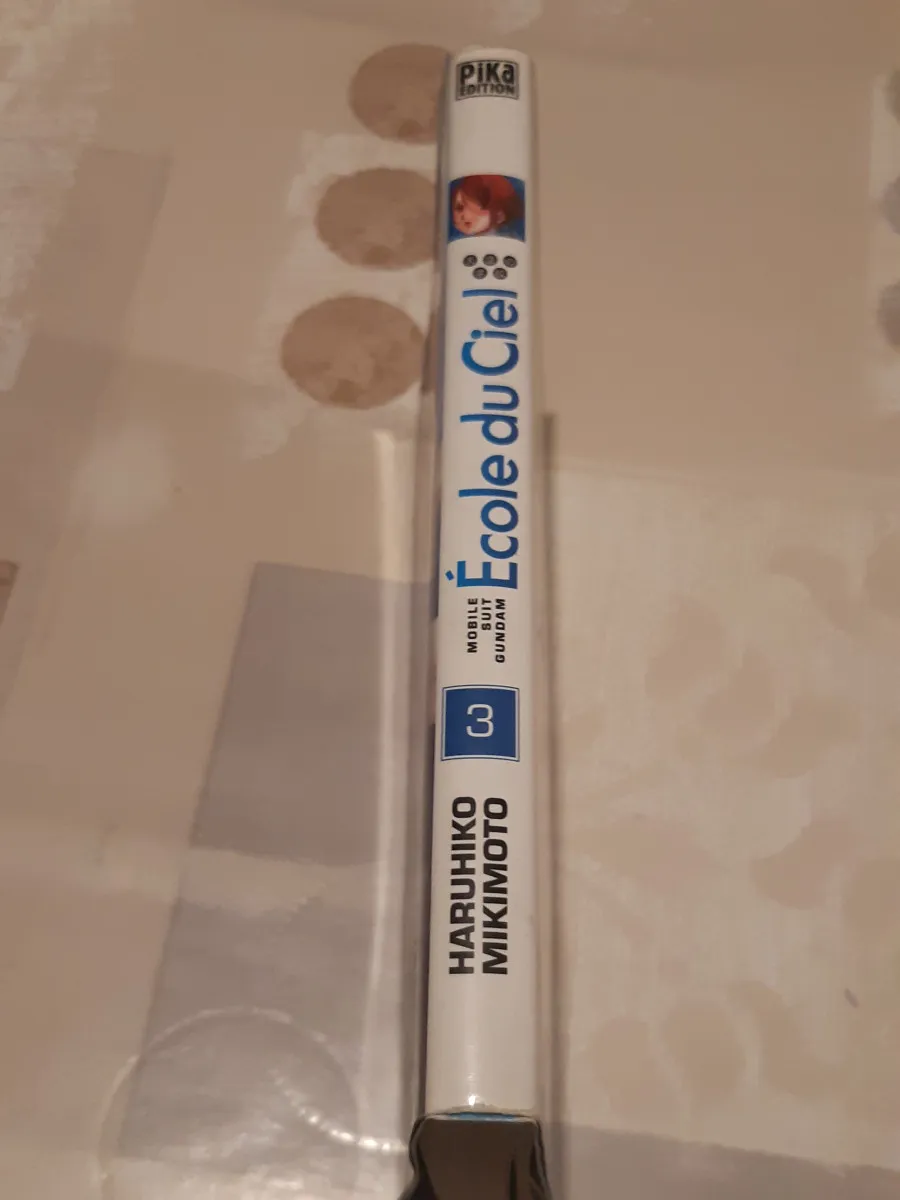 PIKA
EDITION
École du Ciel
MOBILE
SUIT
GUNDAM
3
HARUHIKO
MIKIMOTO